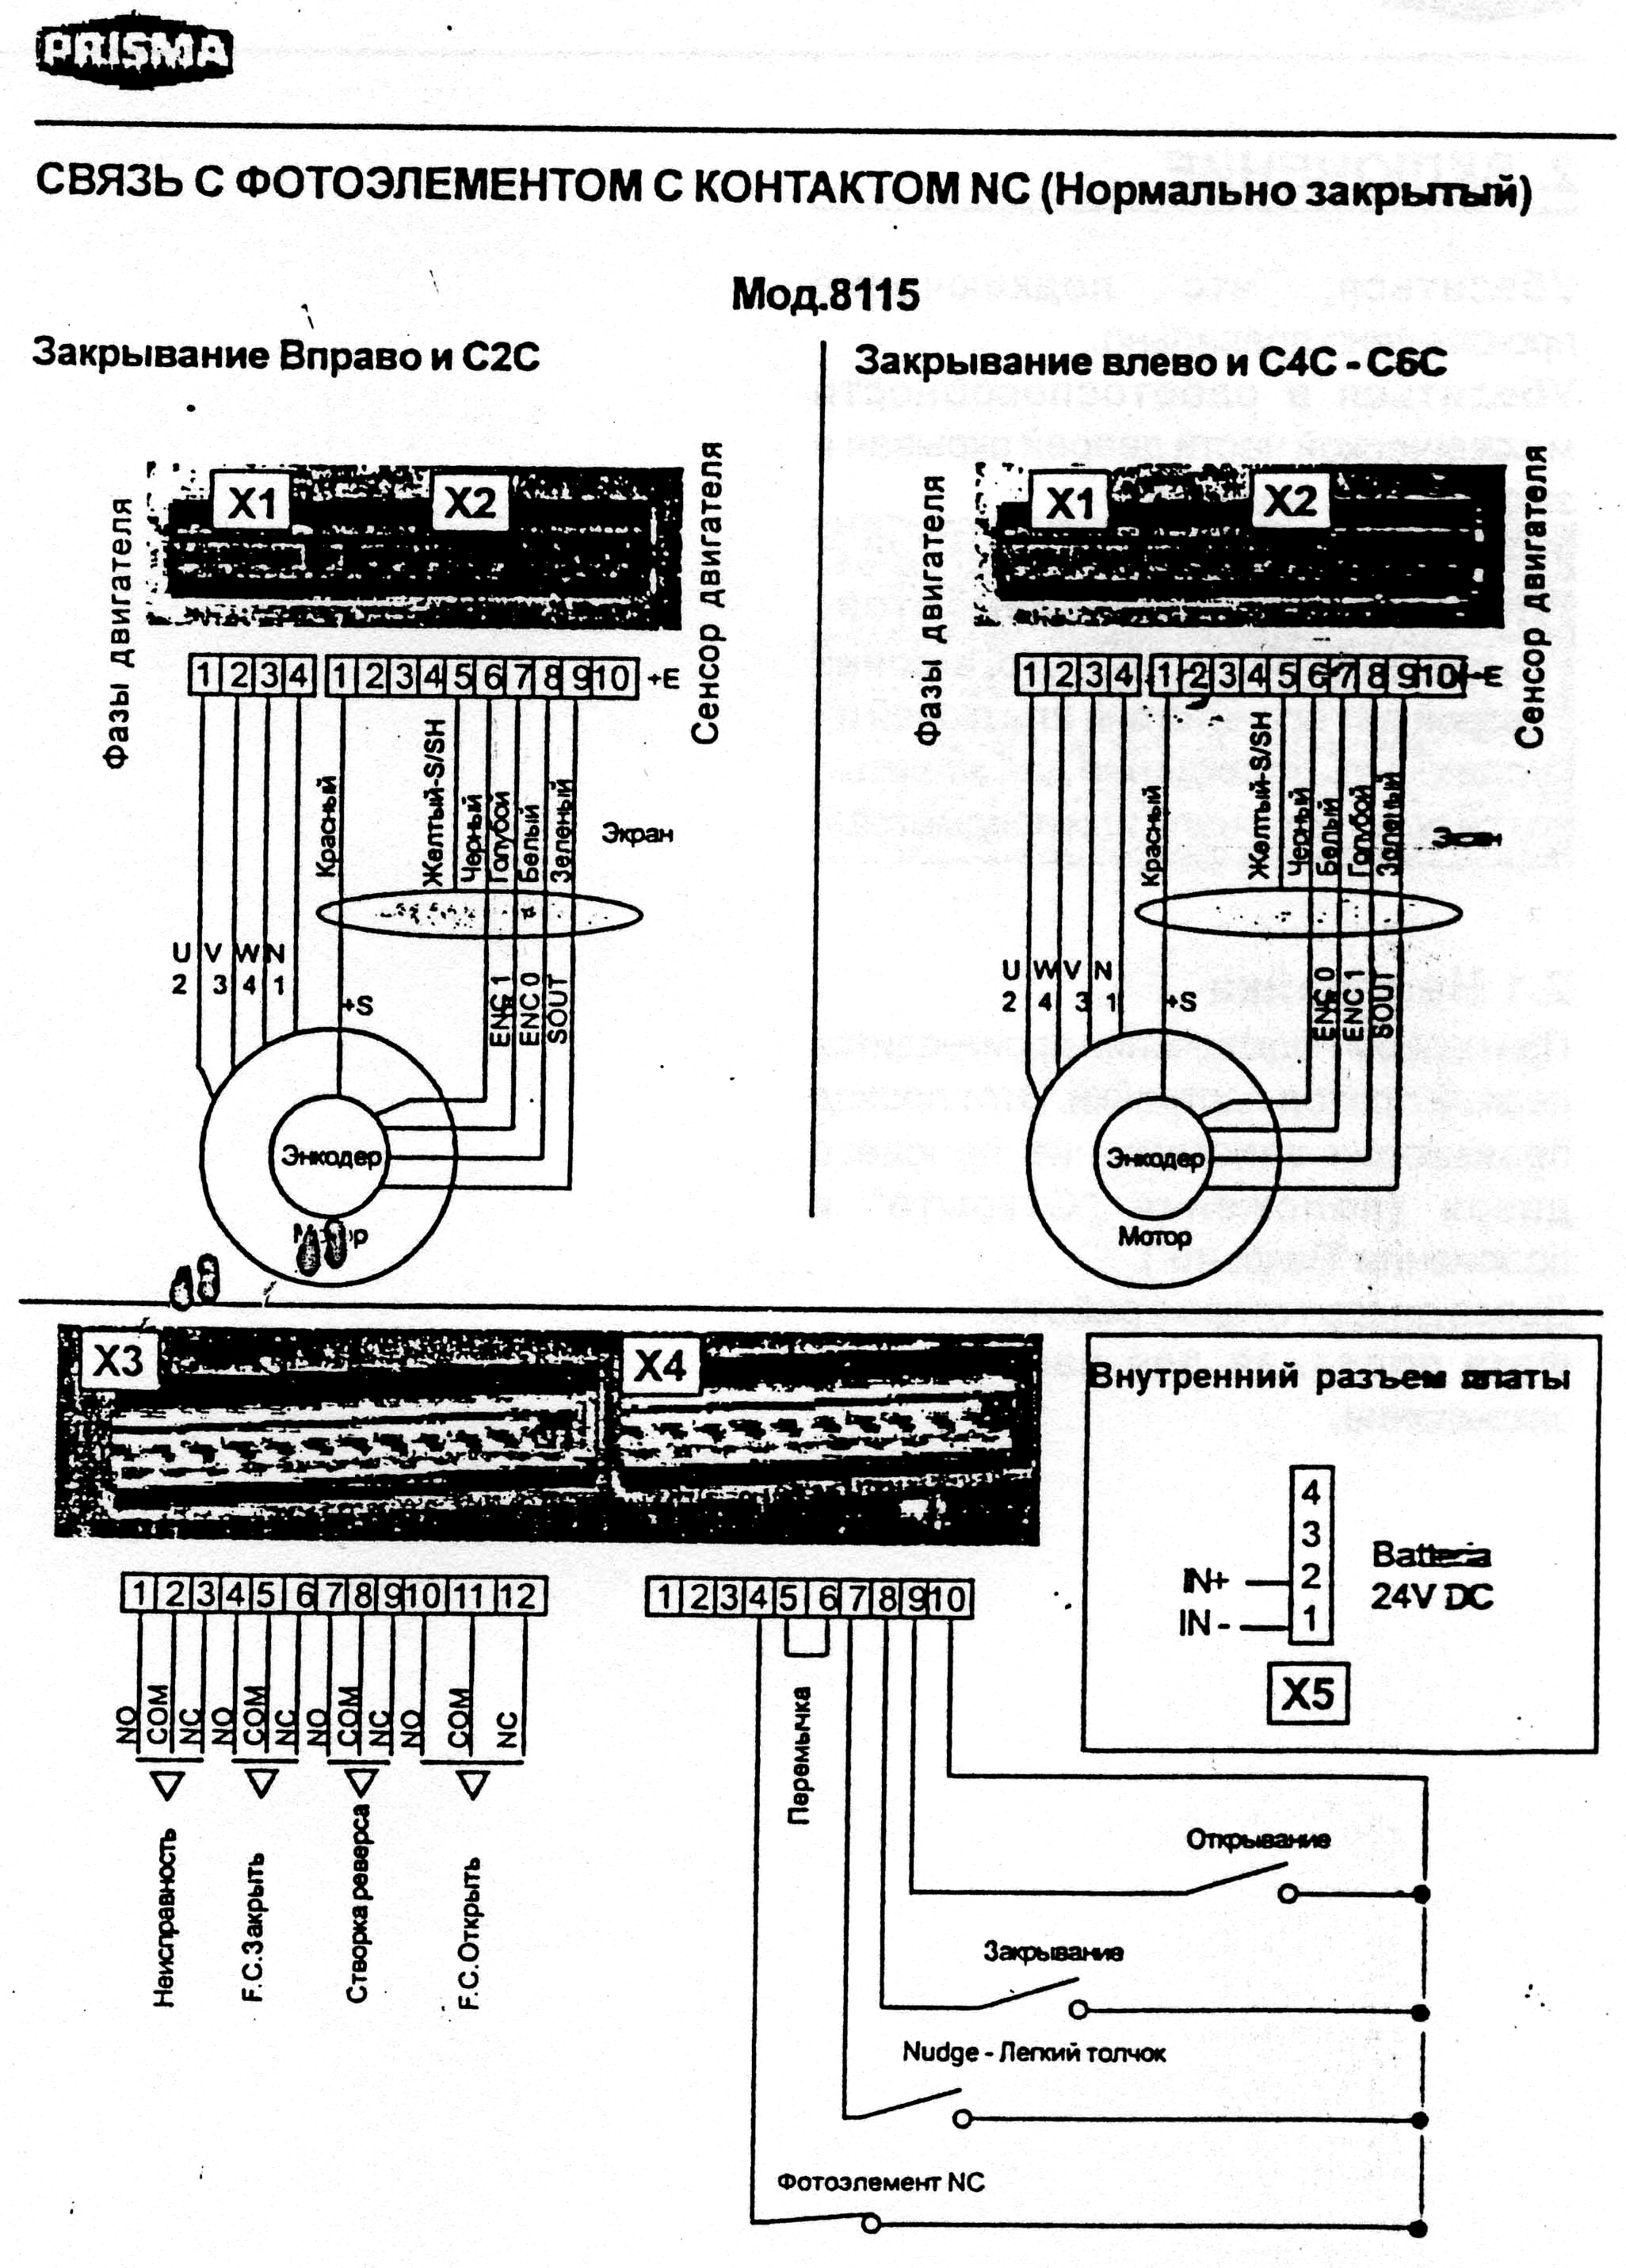 PRISMA
СВЯЗЬ С ФОТОЭЛЕМЕНТОМ С КОНТАКТОМ NC (Нормально закрытый)
Мод.8115
Закрывание Вправо и С2С
Фазы двигателя
X1
X2
Сенсор двигателя
1 2 3 4 1 2 3 4 5 6 7 8 9 10 +E
Красный
Желтый-S/SH
Черный
Голубой
Белый
Зеленый
Экран
U V W N
2 3 4 1
+S
ENC 1
ENC 0
SOUT
Энкодер
Мотор
Закрывание влево и С4С - С6С
Фазы двигателя
X1
X2
Сенсор двигателя
1 2 3 4 1 2 3 4 5 6 7 8 9 10 +E
Красный
Желтый-S/SH
Черный
Белый
Голубой
Зеленый
U W V N
2 4 3 1
+S
ENC 0
ENC 1
SOUT
Энкодер
Мотор
X3
X4
1 2 3 4 5 6 7 8 9 10 11 12
NO COM NC NO COM NC NO COM NC NO COM NC
Неисправность
F.C.Закрыть
Створка реверса
F.C.Открыть
1 2 3 4 5 6 7 8 9 10
Перемычка
Внутренний разъем платы
4
3
IN+ 2
IN - 1
Batteria
24V DC
X5
Открывание
Закрывание
Nudge - Легкий толчок
Фотоэлемент NC